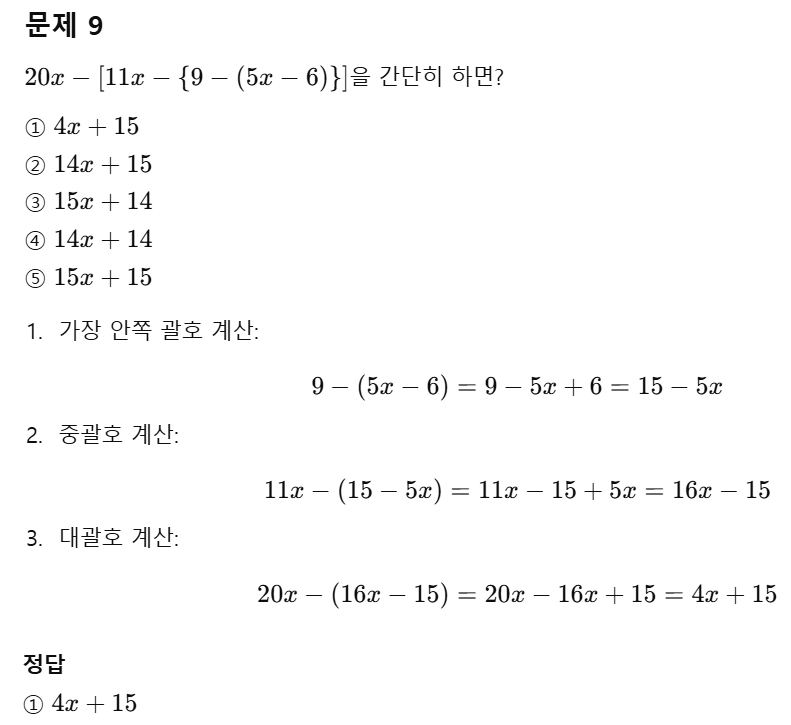 문제 9
20x − [11x − {9 − (5x − 6)}]을 간단히 하면?
① 4x + 15
② 14x + 15
③ 15x + 14
④ 14x + 14
⑤ 15x + 15
1. 가장 안쪽 괄호 계산:
9 − (5x − 6) = 9 − 5x + 6 = 15 − 5x
2. 중괄호 계산:
11x − (15 − 5x) = 11x − 15 + 5x = 16x − 15
3. 대괄호 계산:
20x − (16x − 15) = 20x − 16x + 15 = 4x + 15
정답
① 4x + 15